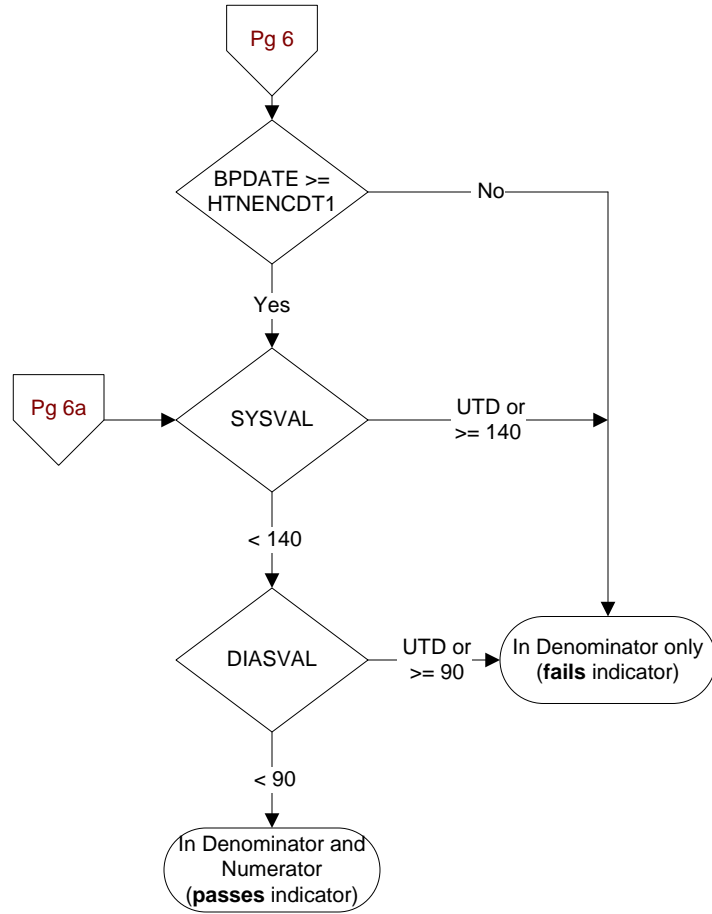 Pg 6
BPDATE >=
HTNENCDT1
No
Yes
Pg 6a
SYSVAL
UTD or
>= 140
< 140
DIASVAL
UTD or
>= 90
In Denominator only
(fails indicator)
< 90
In Denominator and
Numerator
(passes indicator)